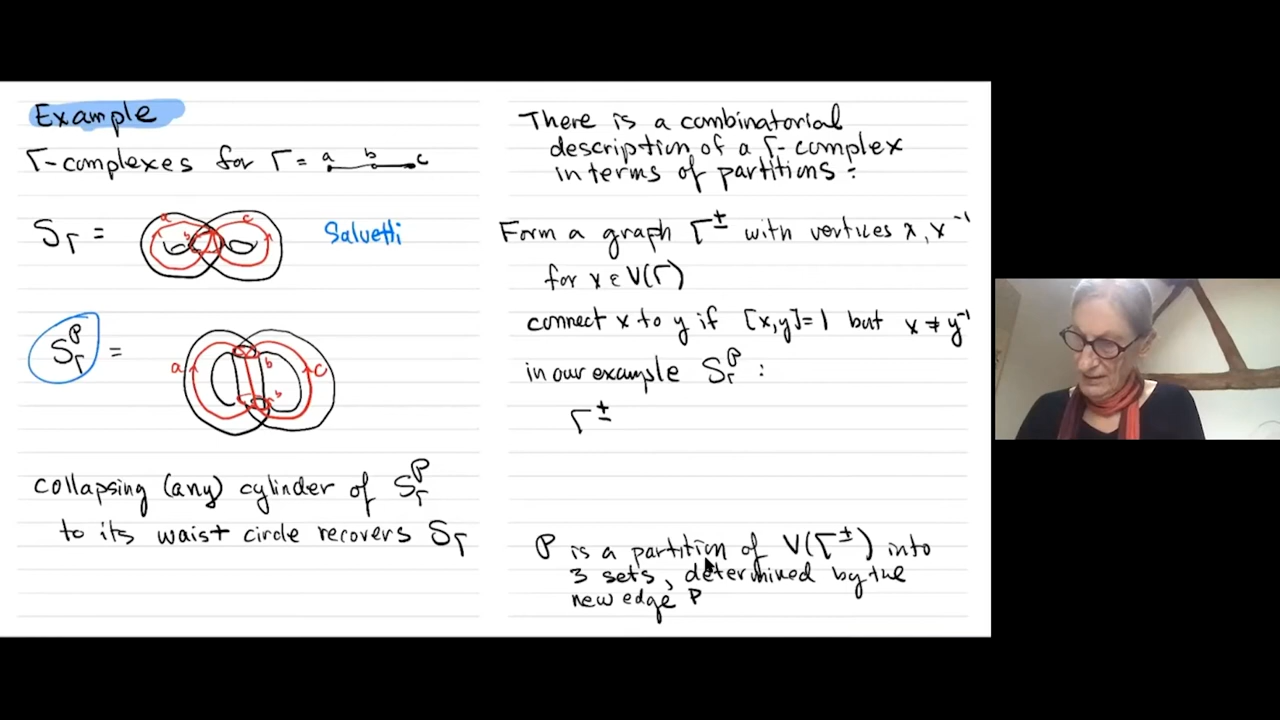 Example
Γ-complexes for Γ = a b c
S_Γ = a b c Salvetti
S_Γ^P = a b b c
collapsing (any) cylinder of S_Γ^P
to its waist circle recovers S_Γ
There is a combinatorial
description of a Γ-complex
in terms of partitions :
Form a graph Γ^± with vertices x, x^-1
for x ∈ V(Γ)
connect x to y if [x,y]=1 but x ≠ y^-1
in our example S_Γ^P :
Γ^±
P is a partition of V(Γ^±) into
3 sets, determined by the
new edge P